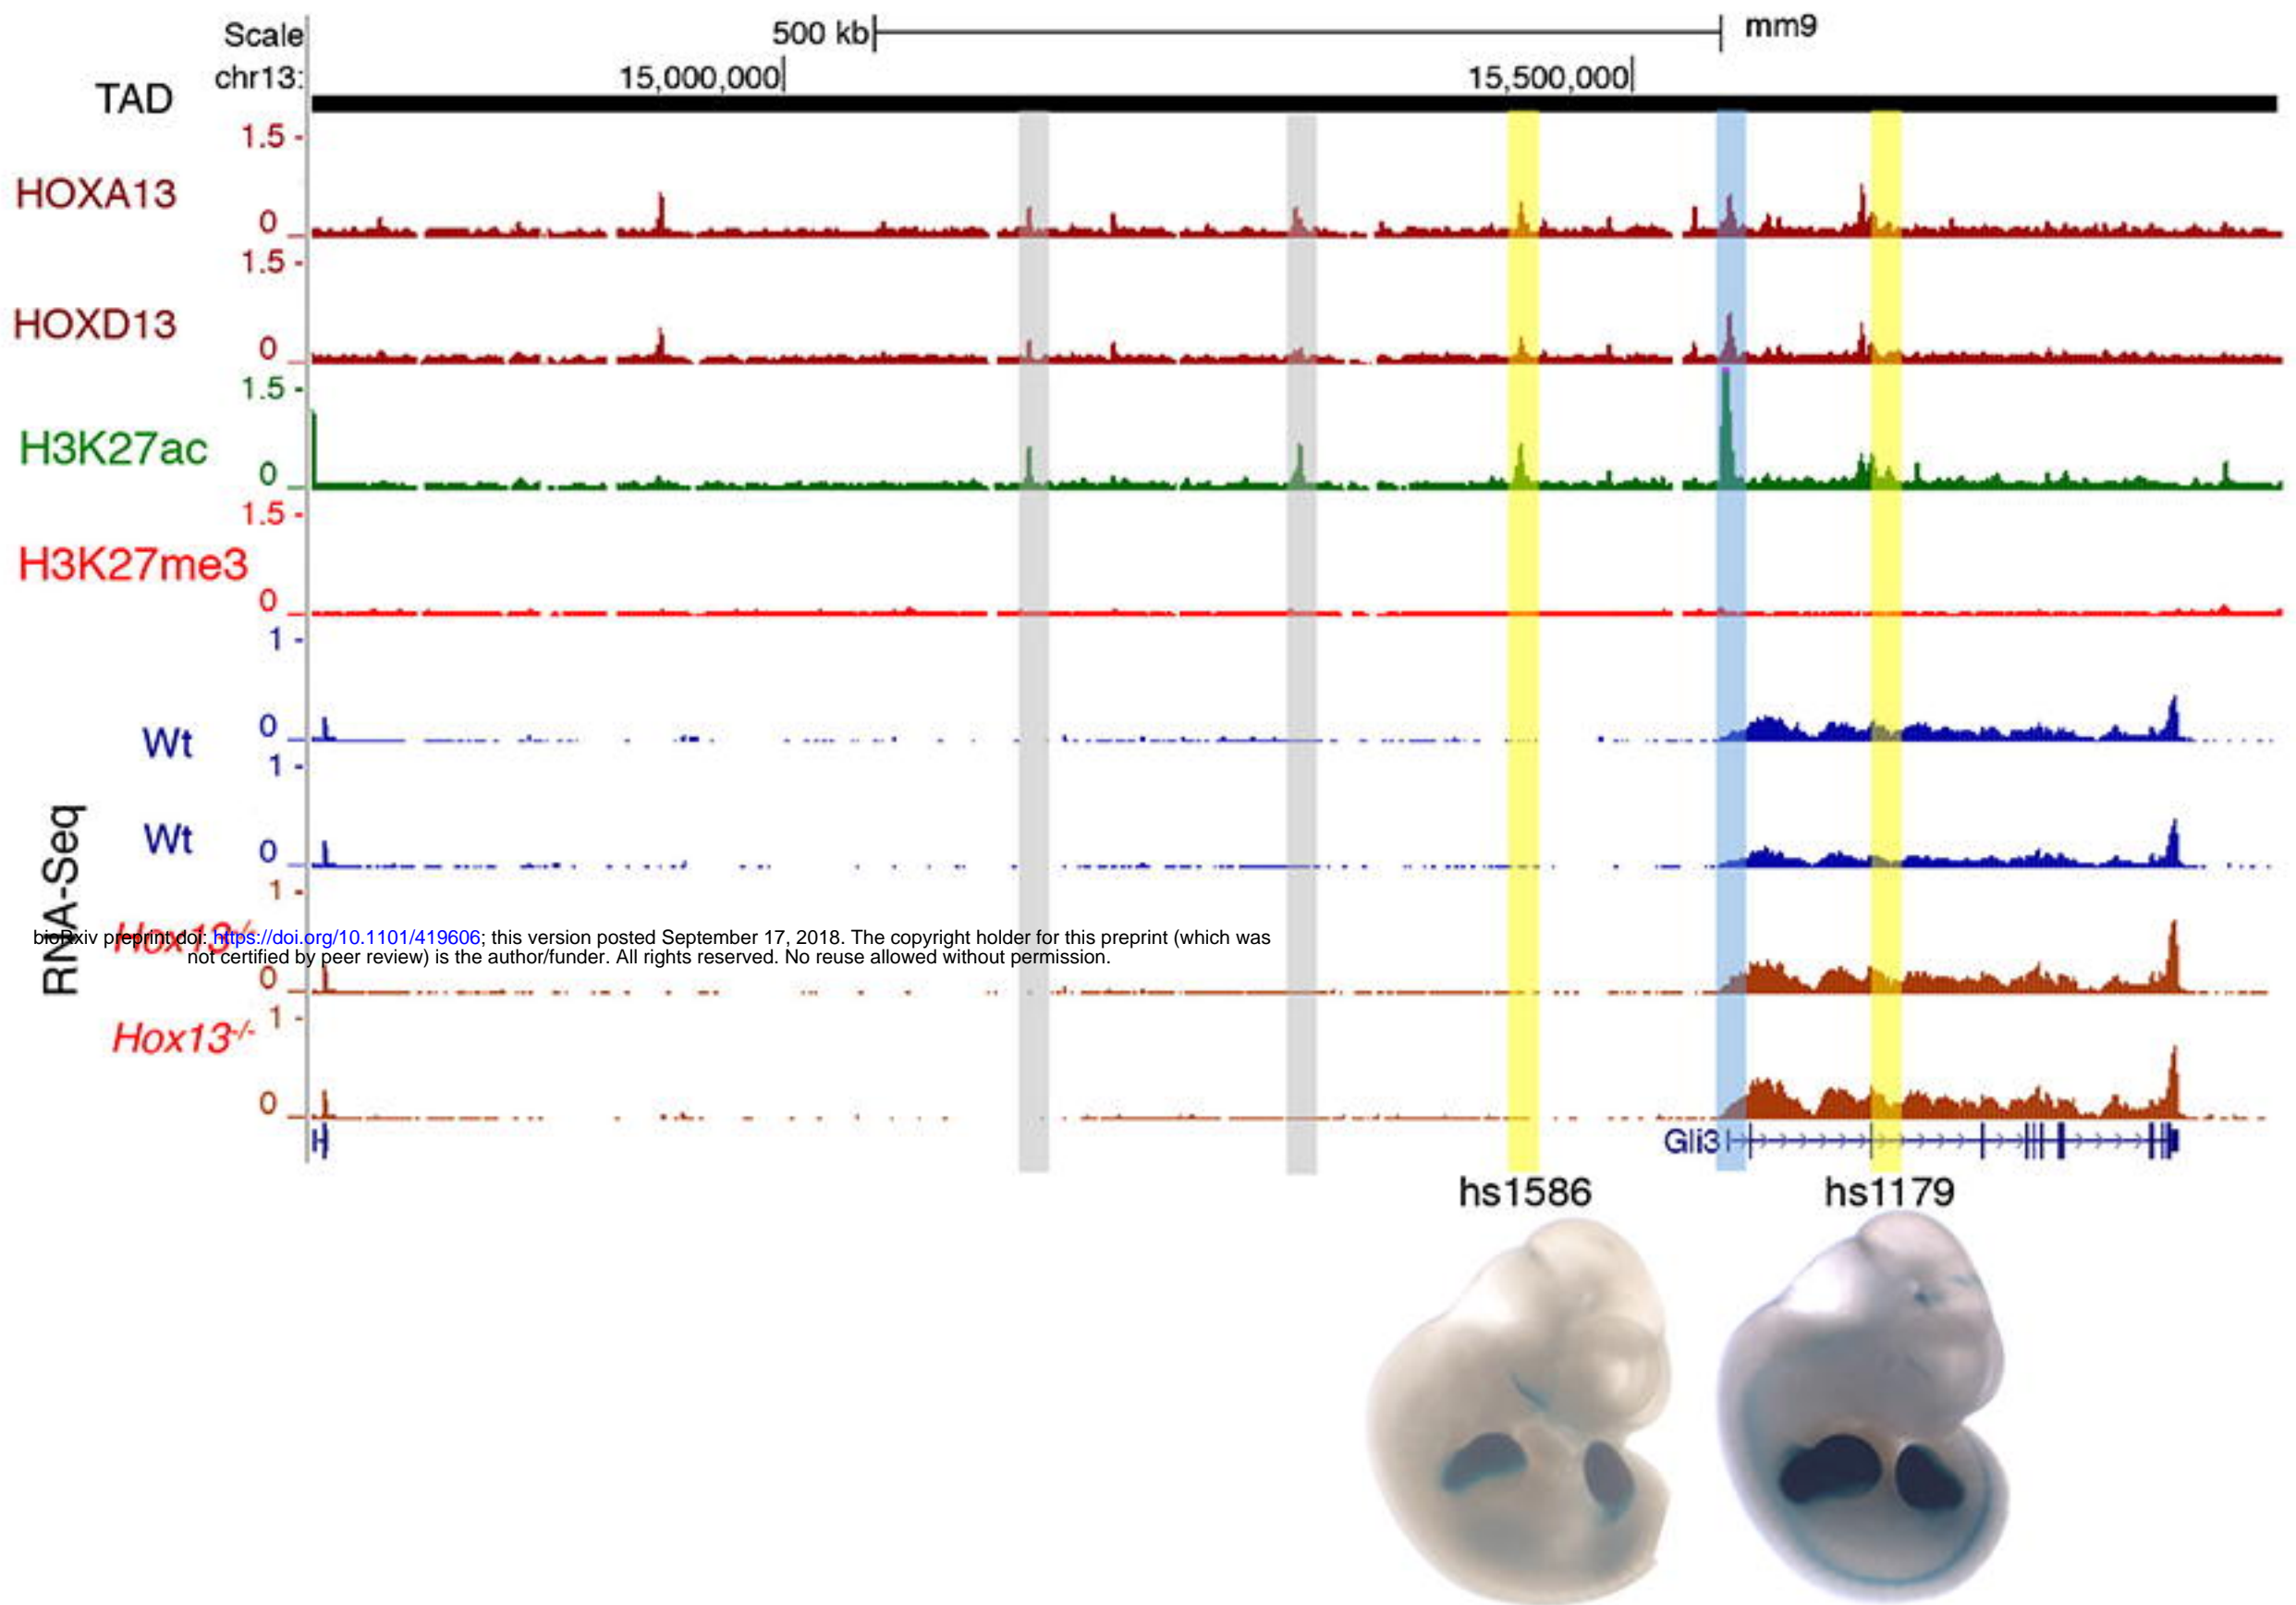 Scale 500 kb mm9
chr13: 15,000,000 15,500,000
TAD
1.5 -
HOXA13
0
1.5 -
HOXD13
0
1.5 -
H3K27ac
0
1.5 -
H3K27me3
0
1 -
Wt
0
1 -
Wt
0
RNA-Seq
1 -
Hox13-/-
bioRxiv preprint doi: https://doi.org/10.1101/419606; this version posted September 17, 2018. The copyright holder for this preprint (which was
not certified by peer review) is the author/funder. All rights reserved. No reuse allowed without permission.
0
1 -
Hox13-/-
0
Gli3
hs1586 hs1179